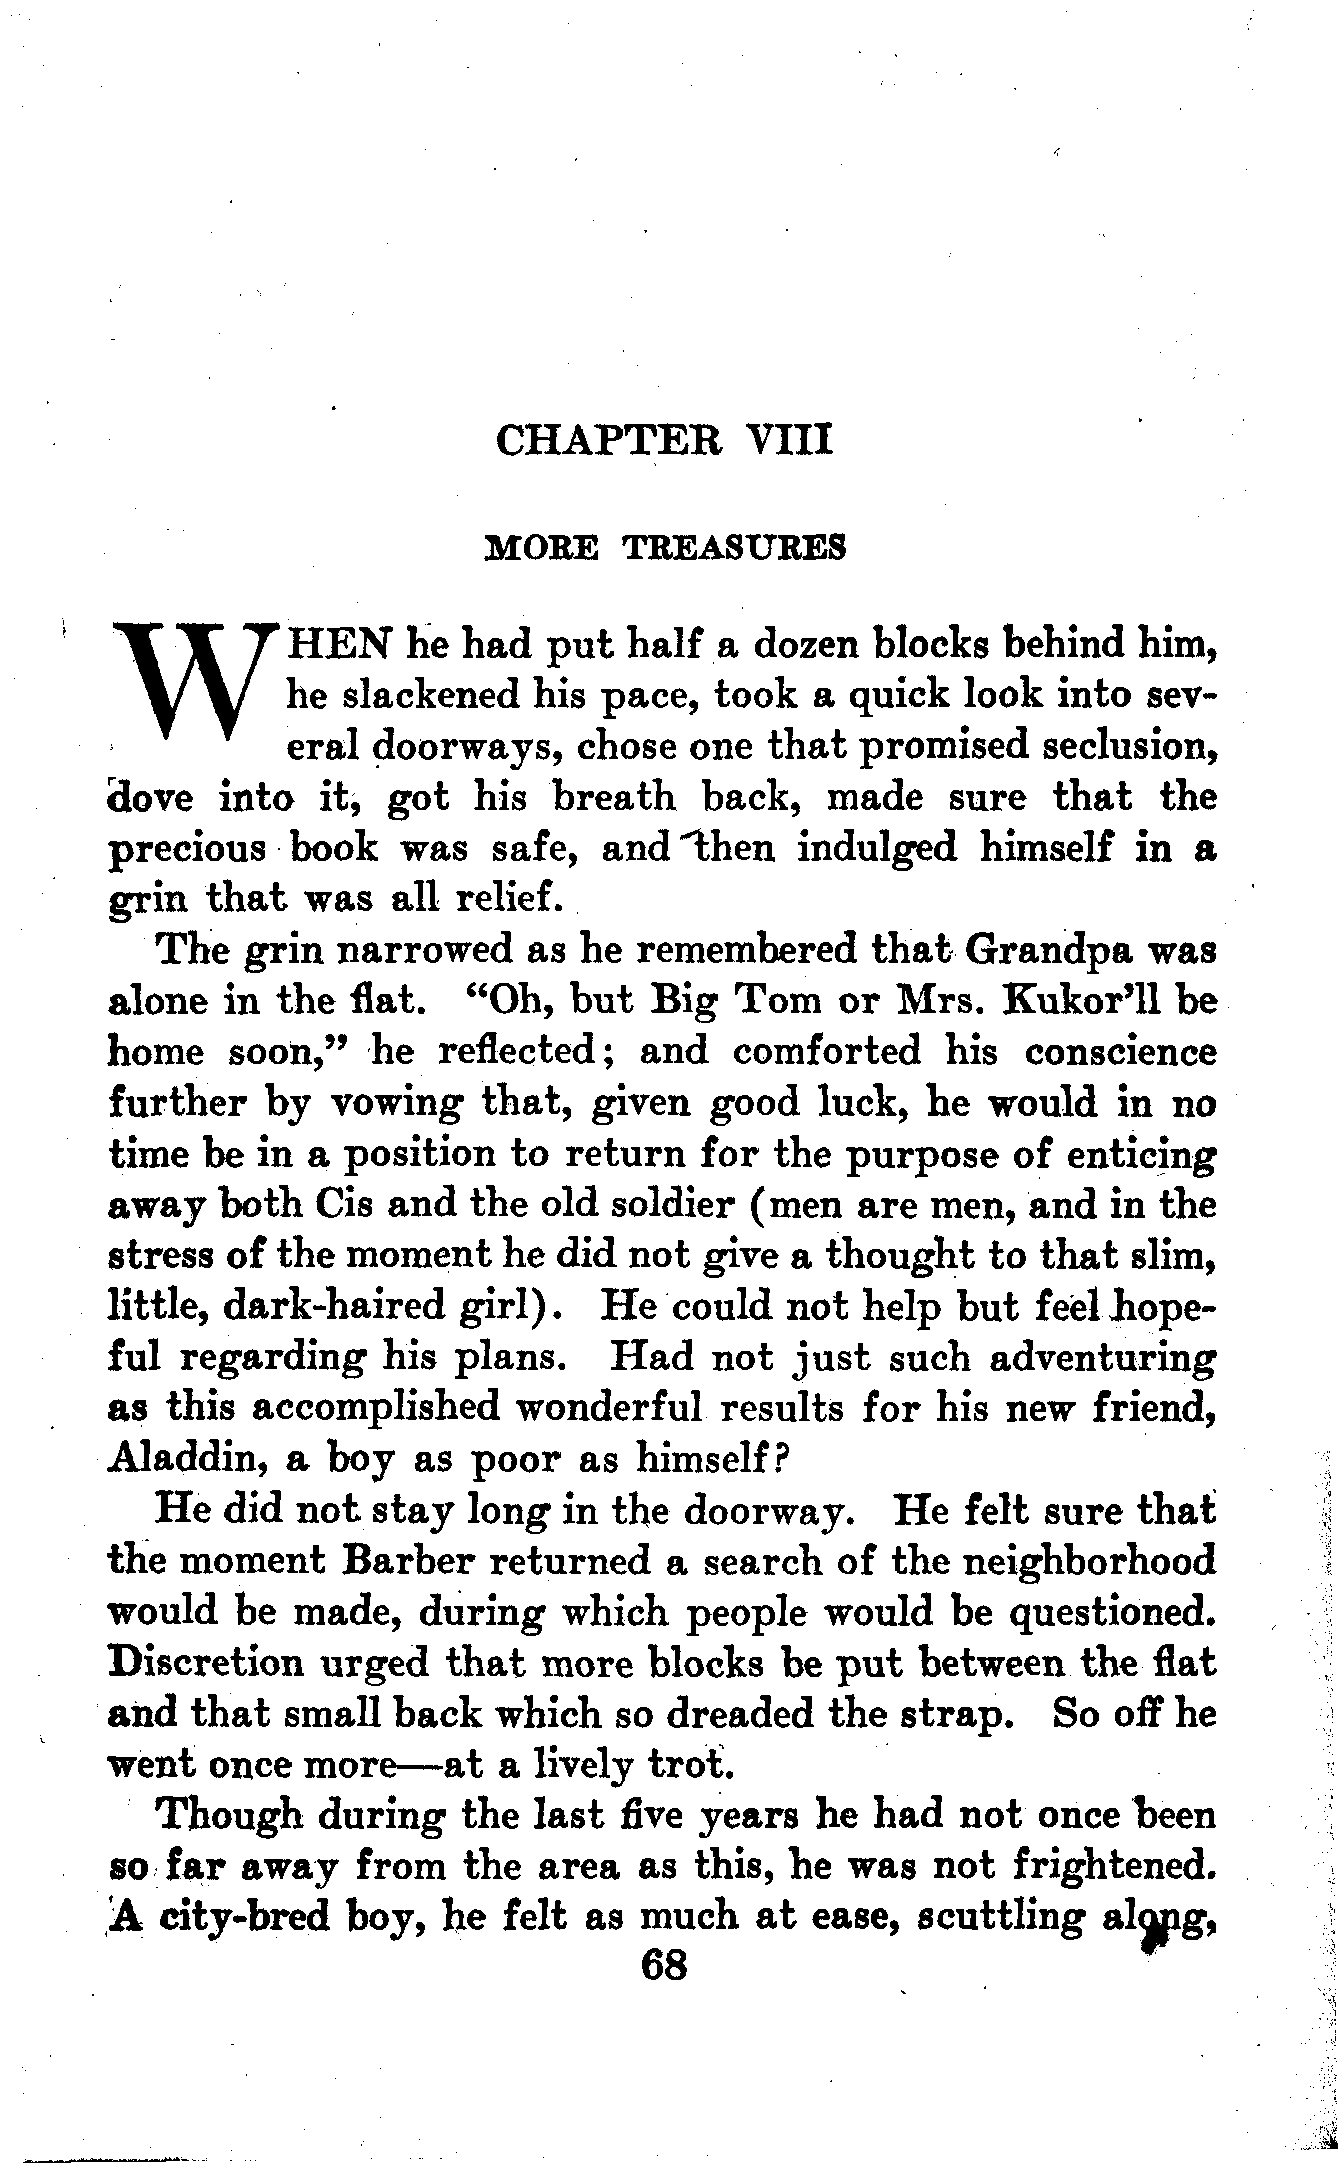 CHAPTER VIII
MORE TREASURES
WHEN he had put half a dozen blocks behind him,
he slackened his pace, took a quick look into sev-
eral doorways, chose one that promised seclusion,
dove into it, got his breath back, made sure that the
precious book was safe, and then indulged himself in a
grin that was all relief.
The grin narrowed as he remembered that Grandpa was
alone in the flat. "Oh, but Big Tom or Mrs. Kukor'll be
home soon," he reflected; and comforted his conscience
further by vowing that, given good luck, he would in no
time be in a position to return for the purpose of enticing
away both Cis and the old soldier (men are men, and in the
stress of the moment he did not give a thought to that slim,
little, dark-haired girl). He could not help but feel hope-
ful regarding his plans. Had not just such adventuring
as this accomplished wonderful results for his new friend,
Aladdin, a boy as poor as himself?
He did not stay long in the doorway. He felt sure that
the moment Barber returned a search of the neighborhood
would be made, during which people would be questioned.
Discretion urged that more blocks be put between the flat
and that small back which so dreaded the strap. So off he
went once more—at a lively trot.
Though during the last five years he had not once been
so far away from the area as this, he was not frightened.
A city-bred boy, he felt as much at ease, scuttling along,
68